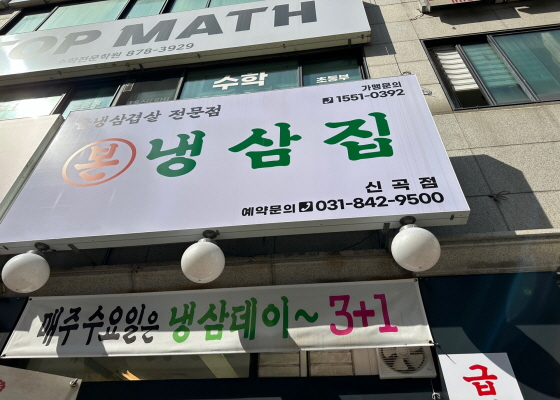 TOP MATH
878-3929
수학
초등부
가맹문의
1551-0392
냉삼겹살 전문점
본 냉삼집
신곡점
예약문의 031-842-9500
매주 수요일은 냉삼데이~ 3+1
급